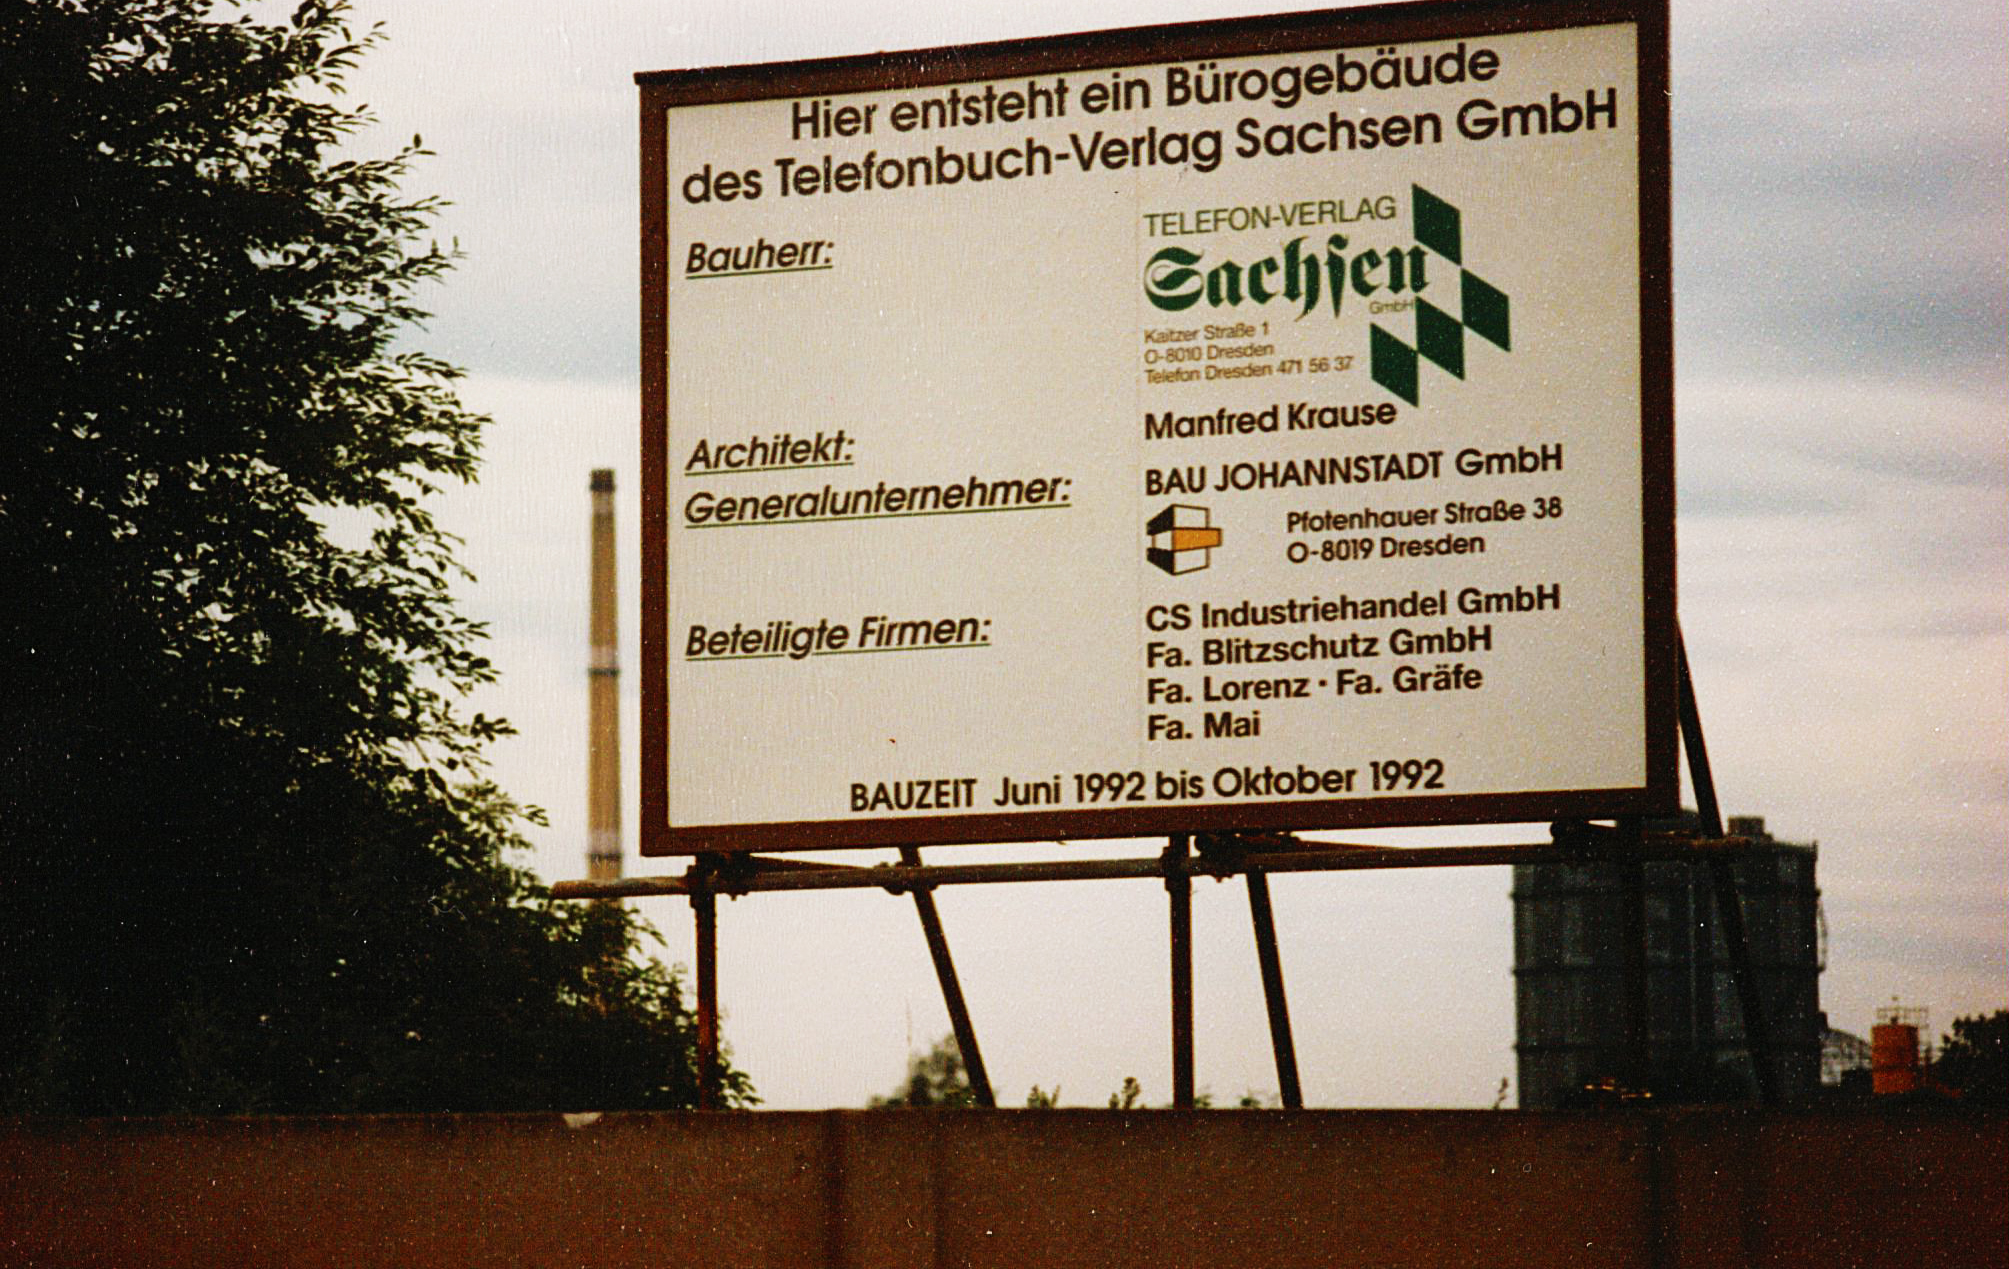 Hier entsteht ein Bürogebäude
des Telefonbuch-Verlag Sachsen GmbH
Bauherr:
TELEFON-VERLAG
Sachsen
GmbH
Kaitzer Straße 1
O-8010 Dresden
Telefon Dresden 471 56 37
Architekt:
Manfred Krause
Generalunternehmer:
BAU JOHANNSTADT GmbH
Pfotenhauer Straße 38
O-8019 Dresden
Beteiligte Firmen:
CS Industriehandel GmbH
Fa. Blitzschutz GmbH
Fa. Lorenz · Fa. Gräfe
Fa. Mai
BAUZEIT Juni 1992 bis Oktober 1992